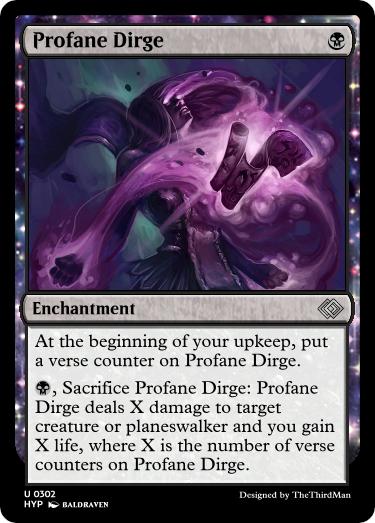 Profane Dirge
Enchantment
At the beginning of your upkeep, put
a verse counter on Profane Dirge.
, Sacrifice Profane Dirge: Profane
Dirge deals X damage to target
creature or planeswalker and you gain
X life, where X is the number of verse
counters on Profane Dirge.
U 0302
HYP BALDRAVEN
Designed by TheThirdMan